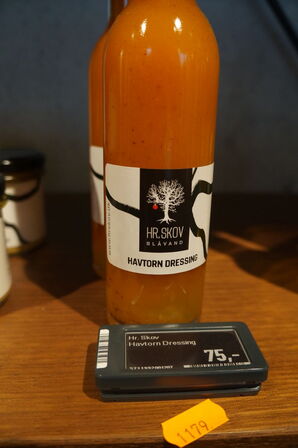 HR. SKOV
BLÅVAND
HAVTORN DRESSING
Hr. Skov
Havtorn Dressing
75,-
1179